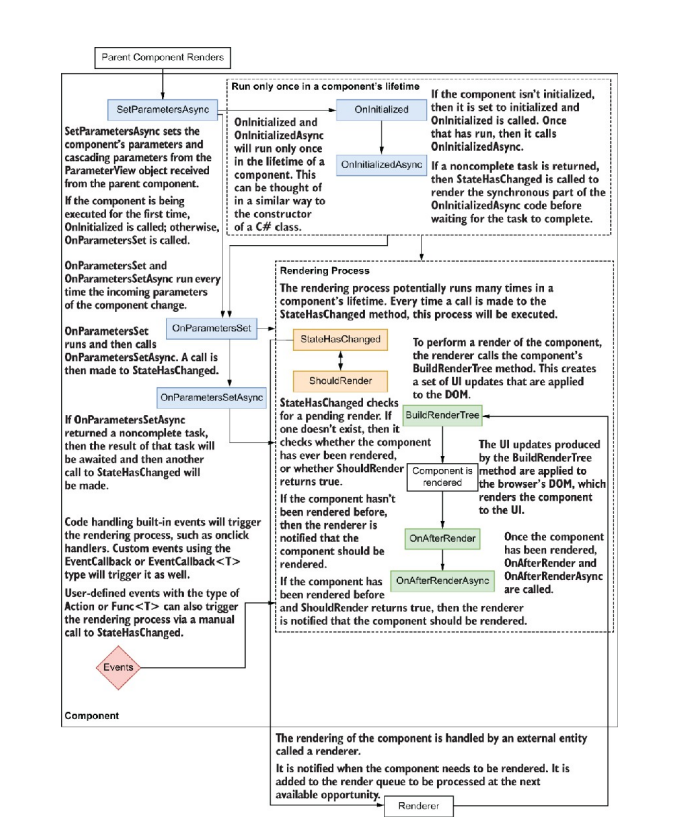 Parent Component Renders
Run only once in a component's lifetime
SetParametersAsync
OnInitialized
OnInitializedAsync
If the component isn't initialized,
then it is set to initialized and
OnInitialized is called. Once
that has run, then it calls
OnInitializedAsync.
If a noncomplete task is returned,
then StateHasChanged is called to
render the synchronous part of the
OnInitializedAsync code before
waiting for the task to complete.
OnInitialized and
OnInitializedAsync
will run only once
in the lifetime of a
component. This
can be thought of
in a similar way to
the constructor
of a C# class.
SetParametersAsync sets the
component's parameters and
cascading parameters from the
ParameterView object received
from the parent component.
If the component is being
executed for the first time,
OnInitialized is called; otherwise,
OnParametersSet is called.
OnParametersSet and
OnParametersSetAsync run every
time the incoming parameters
of the component change.
OnParametersSet
runs and then calls
OnParametersSetAsync. A call is
then made to StateHasChanged.
OnParametersSet
OnParametersSetAsync
If OnParametersSetAsync
returned a noncomplete task,
then the result of that task will
be awaited and then another
call to StateHasChanged will
be made.
Code handling built-in events will trigger
the rendering process, such as onclick
handlers. Custom events using the
EventCallback or EventCallback<T>
type will trigger it as well.
User-defined events with the type of
Action or Func<T> can also trigger
the rendering process via a manual
call to StateHasChanged.
Events
Component
Rendering Process
The rendering process potentially runs many times in a
component's lifetime. Every time a call is made to the
StateHasChanged method, this process will be executed.
StateHasChanged
ShouldRender
To perform a render of the component,
the renderer calls the component's
BuildRenderTree method. This creates
a set of UI updates that are applied
to the DOM.
StateHasChanged checks
for a pending render. If
one doesn't exist, then it
checks whether the component
has ever been rendered,
or whether ShouldRender
returns true.
If the component hasn't
been rendered before,
then the renderer is
notified that the
component should be
rendered.
If the component has
been rendered before
and ShouldRender returns true, then the renderer
is notified that the component should be rendered.
BuildRenderTree
Component is
rendered
The UI updates produced
by the BuildRenderTree
method are applied to
the browser's DOM, which
renders the component
to the UI.
OnAfterRender
OnAfterRenderAsync
Once the component
has been rendered,
OnAfterRender and
OnAfterRenderAsync
are called.
The rendering of the component is handled by an external entity
called a renderer.
It is notified when the component needs to be rendered. It is
added to the render queue to be processed at the next
available opportunity.
Renderer